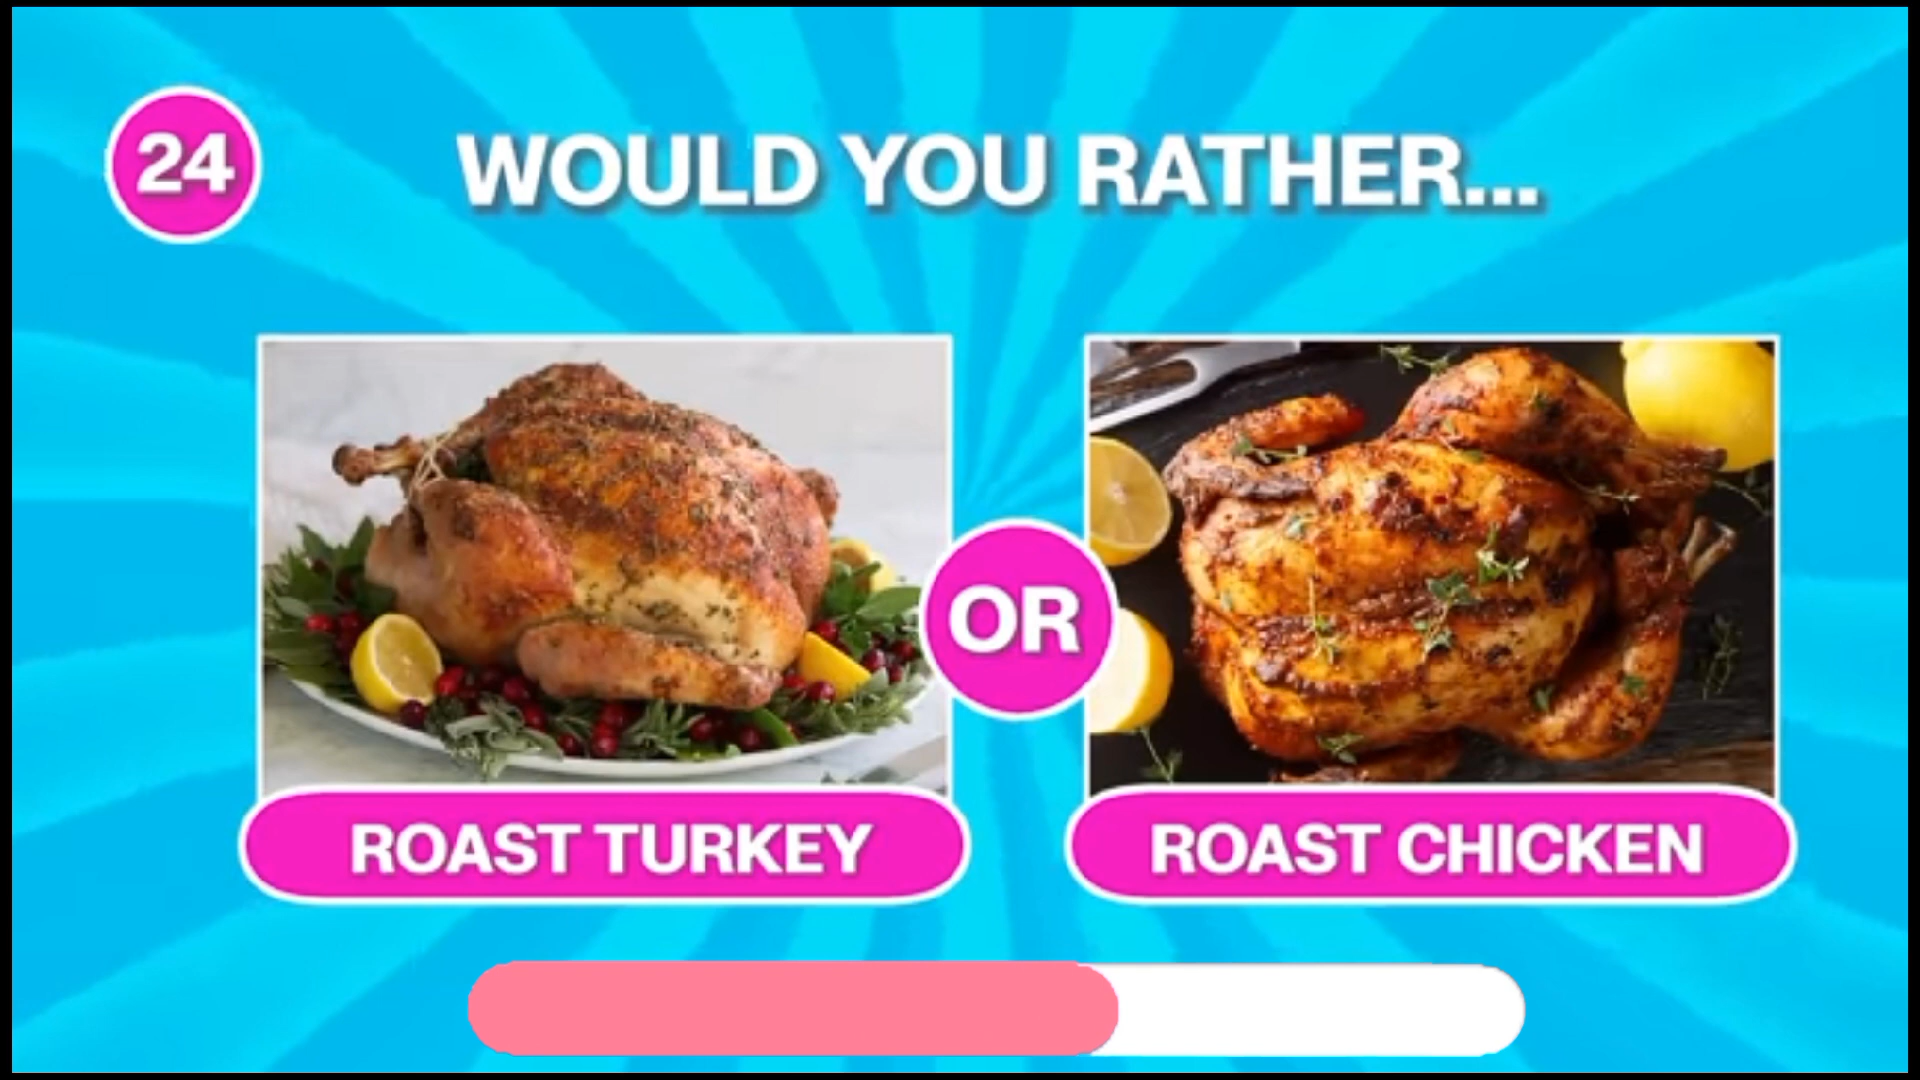 24
WOULD YOU RATHER...
OR
ROAST TURKEY
ROAST CHICKEN